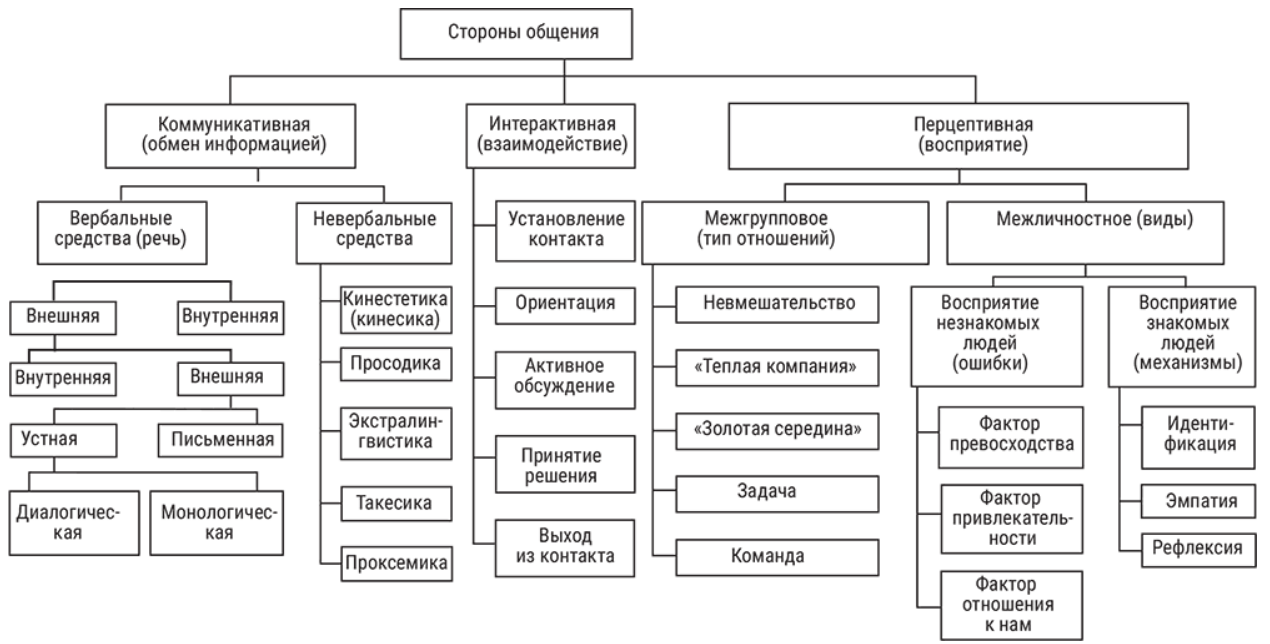 Стороны общения
Коммуникативная
(обмен информацией)
Интерактивная
(взаимодействие)
Перцептивная
(восприятие)
Вербальные
средства (речь)
Невербальные
средства
Установление
контакта
Межгрупповое
(тип отношений)
Межличностное (виды)
Внешняя
Внутренняя
Внутренняя
Внешняя
Устная
Письменная
Диалогичес-
кая
Монологичес-
кая
Кинестетика
(кинесика)
Просодика
Экстралин-
гвистика
Такесика
Проксемика
Ориентация
Активное
обсуждение
Принятие
решения
Выход
из контакта
Невмешательство
«Теплая компания»
«Золотая середина»
Задача
Команда
Восприятие
незнакомых
людей
(ошибки)
Фактор
превосходства
Фактор
привлекатель-
ности
Фактор
отношения
к нам
Восприятие
знакомых
людей
(механизмы)
Иденти-
фикация
Эмпатия
Рефлексия